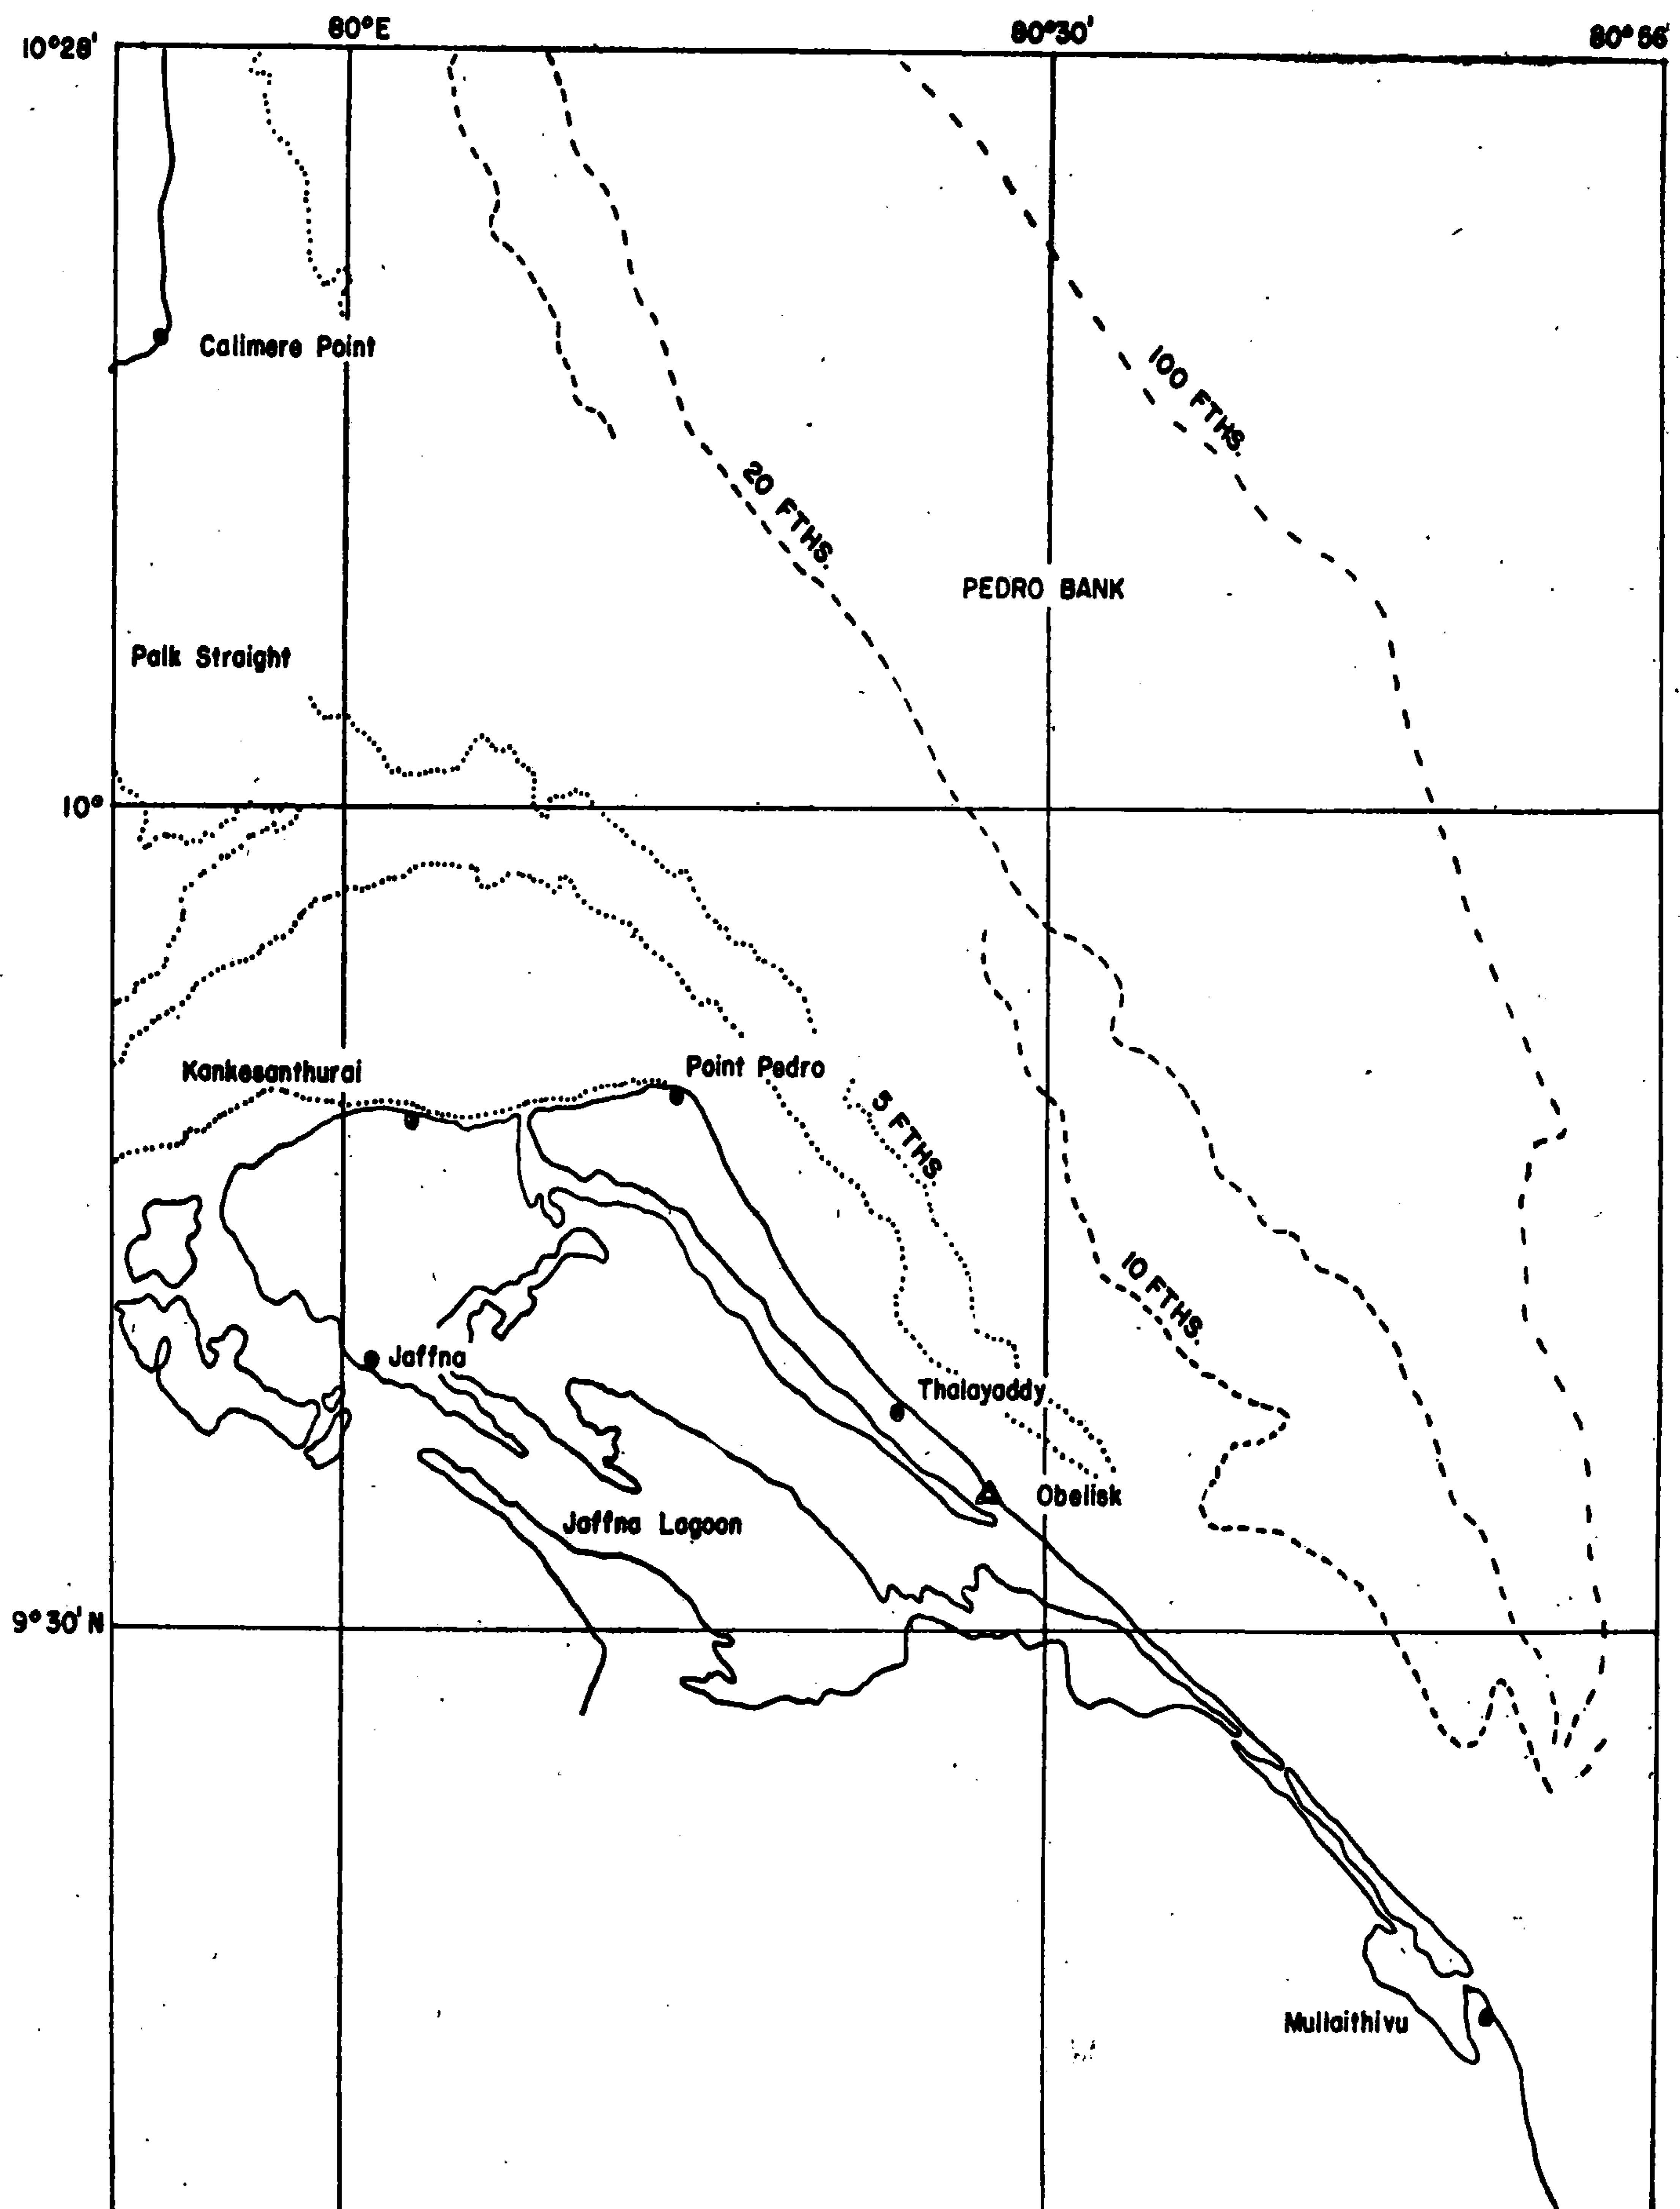 80°E
80°30'
80°56'
10°28'
Calimere Point
100 FTHS.
20 FTHS.
PEDRO BANK
Palk Straight
10°
Kankesanthurai
Point Pedro
5 FTHS.
10 FTHS.
Jaffna
Thalayaddy
Obelisk
Jaffna Lagoon
9°30'N
Mullaithivu